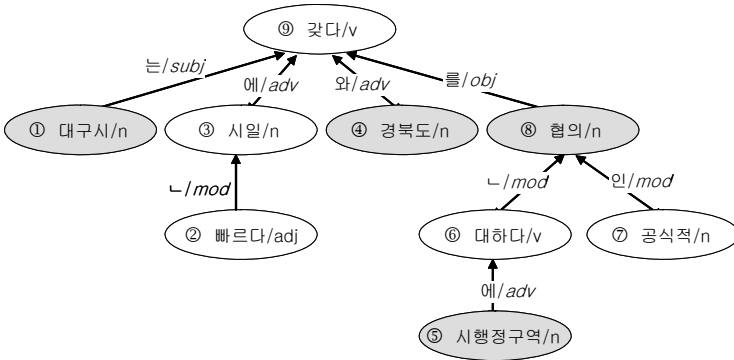 ⑨ 갖다/v
는/subj
에/adv
와/adv
를/obj
① 대구시/n
③ 시일/n
④ 경북도/n
⑧ 협의/n
ㄴ/mod
ㄴ/mod
인/mod
② 빠르다/adj
⑥ 대하다/v
⑦ 공식적/n
에/adv
⑤ 시행정구역/n